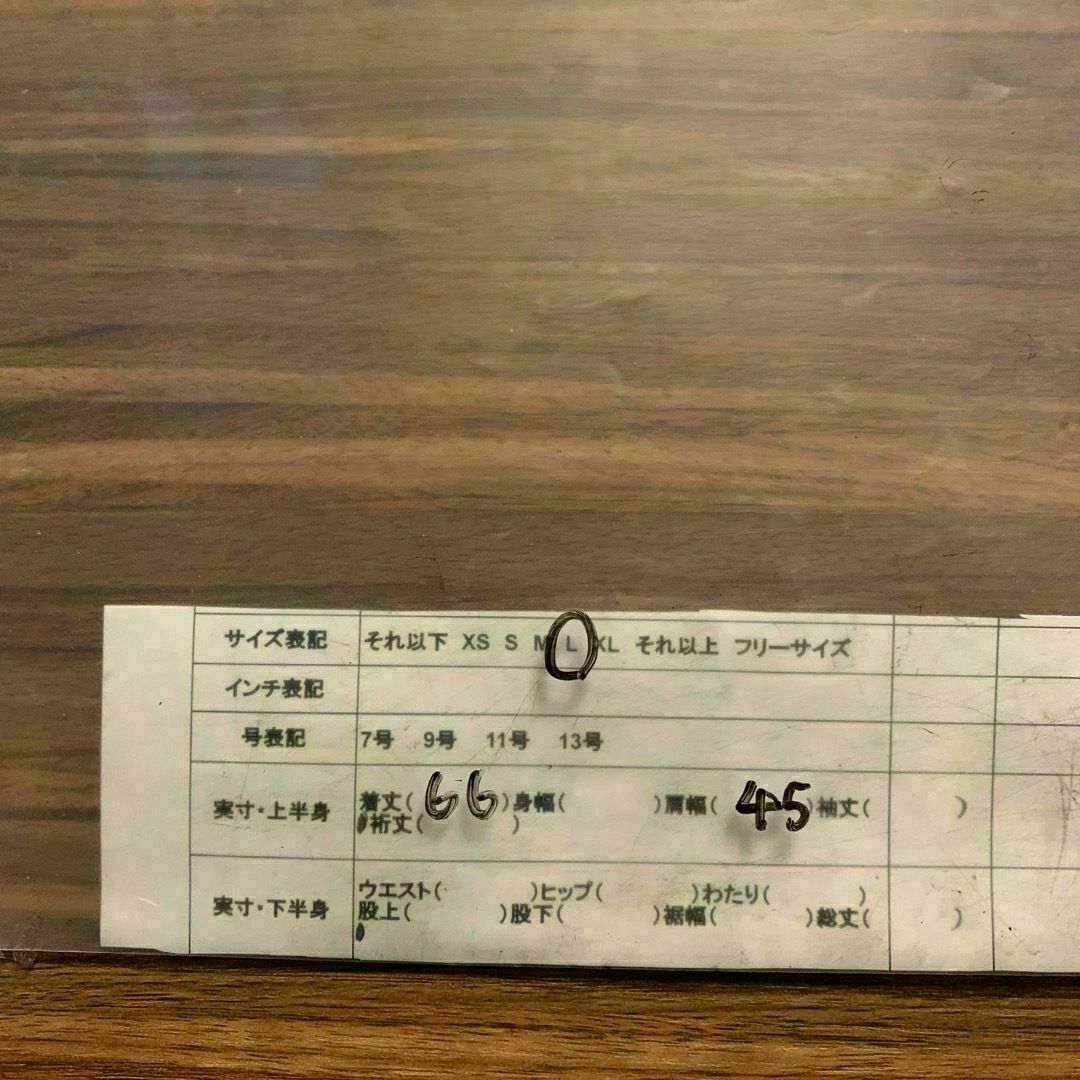 サイズ表記 それ以下 XS S M L XL それ以上 フリーサイズ
インチ表記
号表記 7号 9号 11号 13号
実寸・上半身 着丈( 66 )身幅( )肩幅( 45 )袖丈( )
裄丈( )
実寸・下半身 ウエスト( )ヒップ( )わたり( )
股上( )股下( )裾幅( )総丈( )